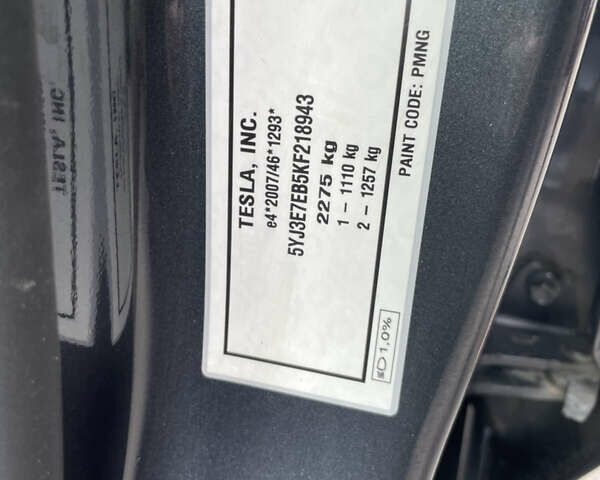 TESLA, INC.
e4*2007/46*1293*
5YJ3E7EB5KF218943
2275 kg
1 - 1110 kg
2 - 1257 kg
PAINT CODE: PMNG
1.0%